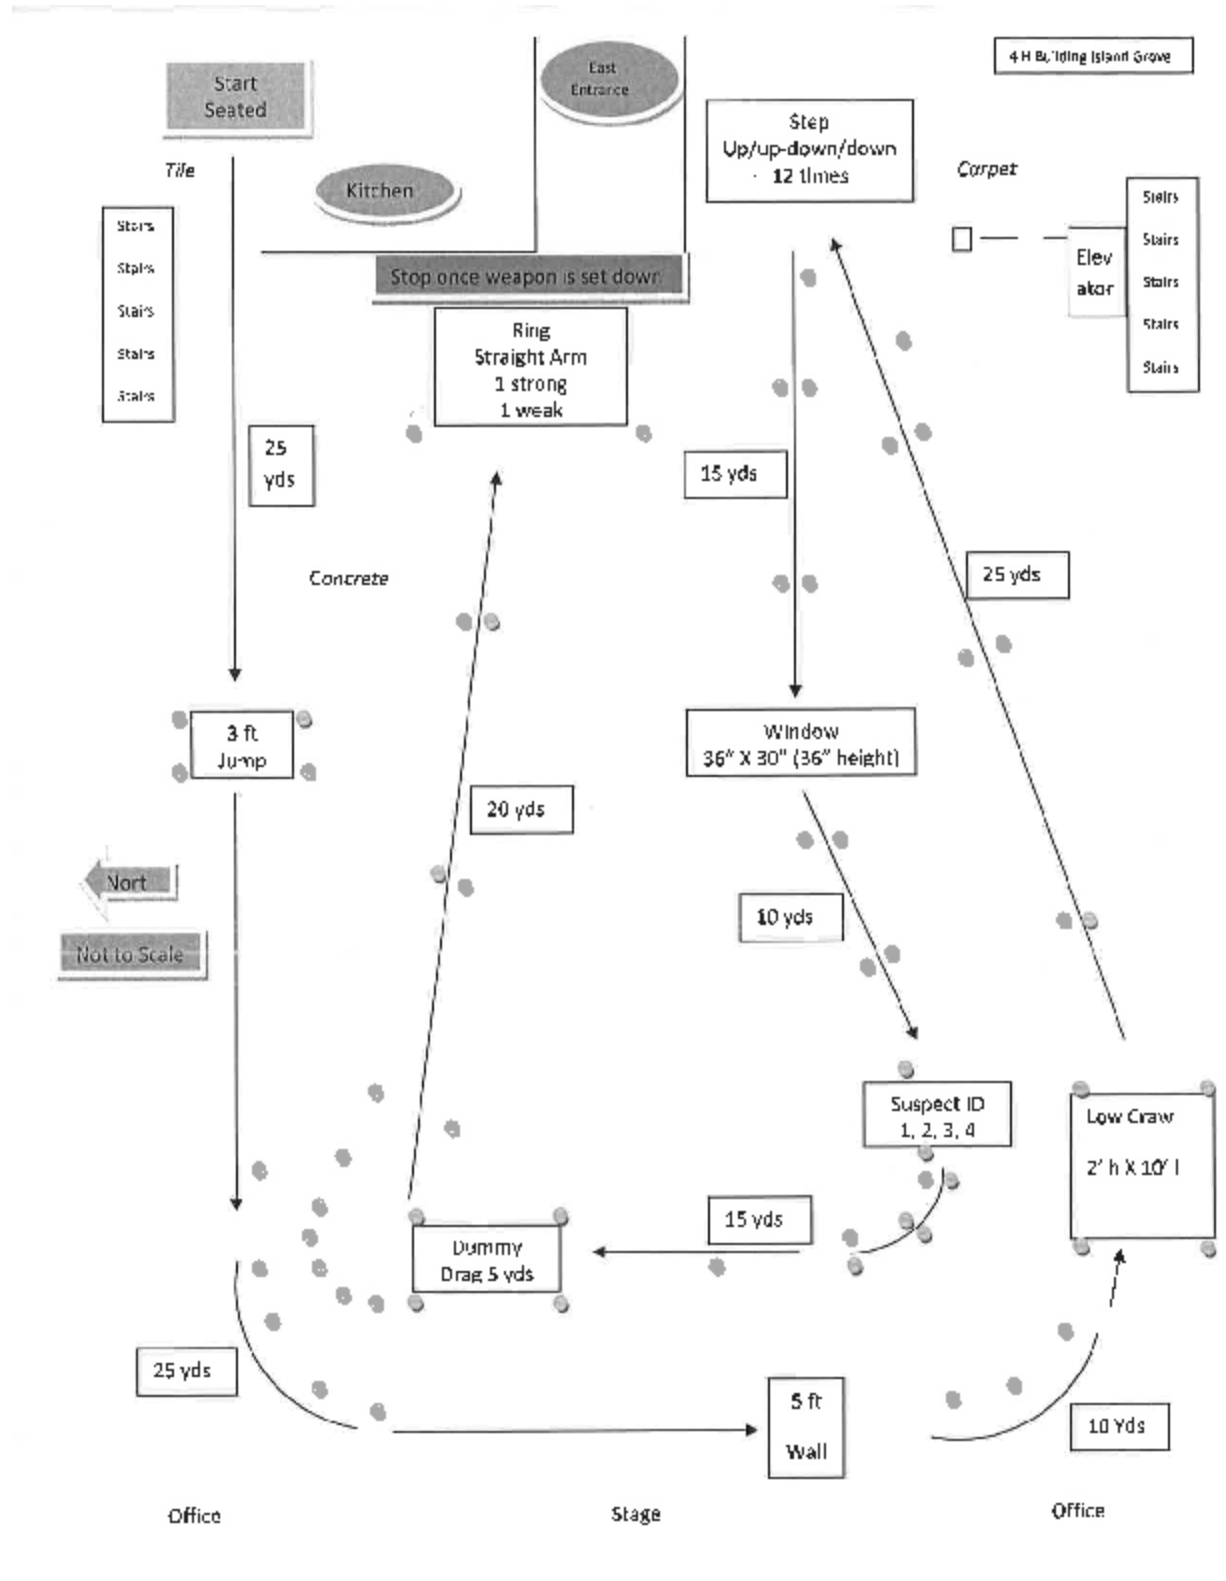 4 H Building Island Grove
Start
Seated
East
Entrance
Step
Up/up-down/down
12 times
Tile
Kitchen
Carpet
Stairs
Stairs
Stairs
Stairs
Stairs
Stairs
Stairs
Stairs
Stairs
Stairs
Elev
ator
Stop once weapon is set down
Ring
Straight Arm
1 strong
1 weak
25
yds
15 yds
25 yds
Concrete
3 ft
Jump
Window
36" X 30" (36" height)
20 yds
Nort
Not to Scale
10 yds
Suspect ID
1, 2, 3, 4
Low Craw
2' h X 10' l
15 yds
Dummy
Drag 5 yds
25 yds
5 ft
Wall
10 Yds
Office
Stage
Office